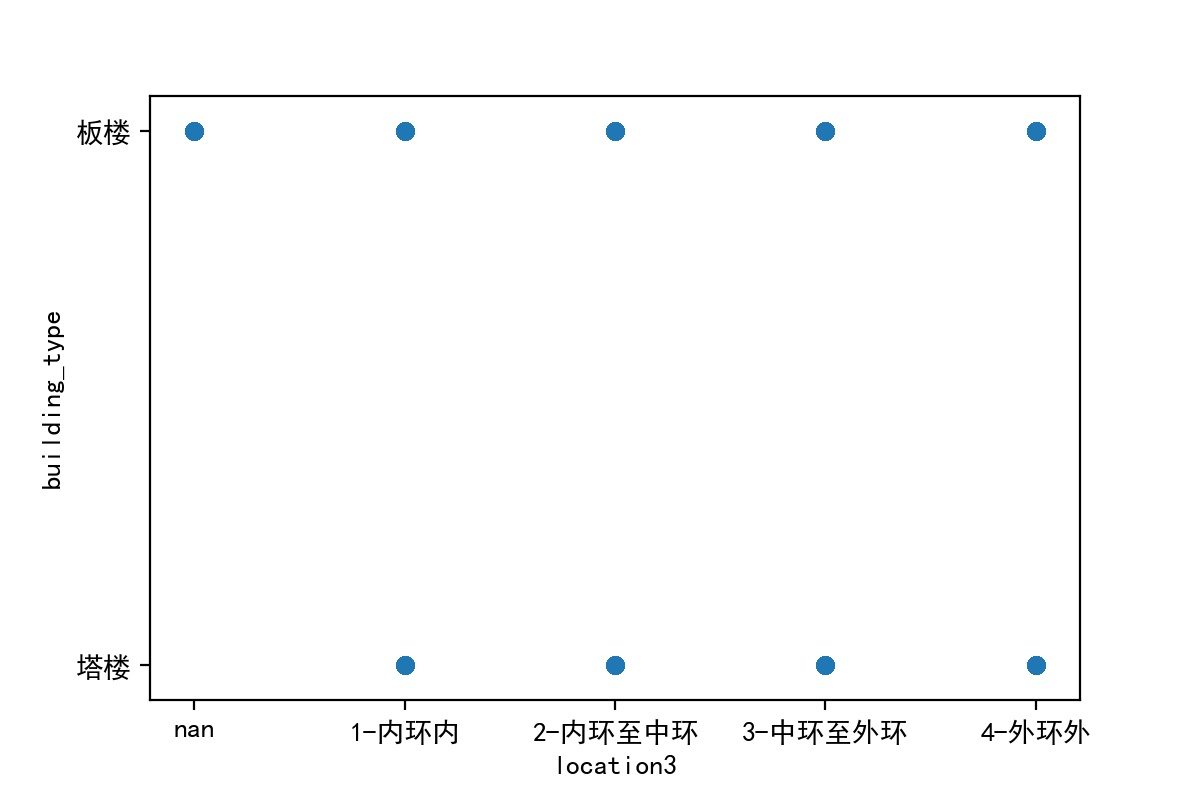 板楼
building_type
塔楼
nan
1-内环内
2-内环至中环
3-中环至外环
4-外环外
location3